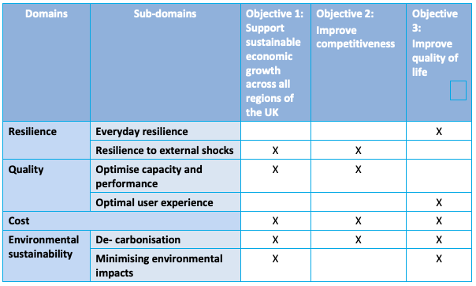 Domains Sub-domains Objective 1: Objective 2: Objective
Support Improve 3:
sustainable competitiveness Improve
economic quality of
growth life
across all
regions of
the UK
Resilience Everyday resilience X
Resilience to external shocks X X
Quality Optimise capacity and X X
performance
Optimal user experience X
Cost X X X
Environmental De- carbonisation X X X
sustainability Minimising environmental X X
impacts